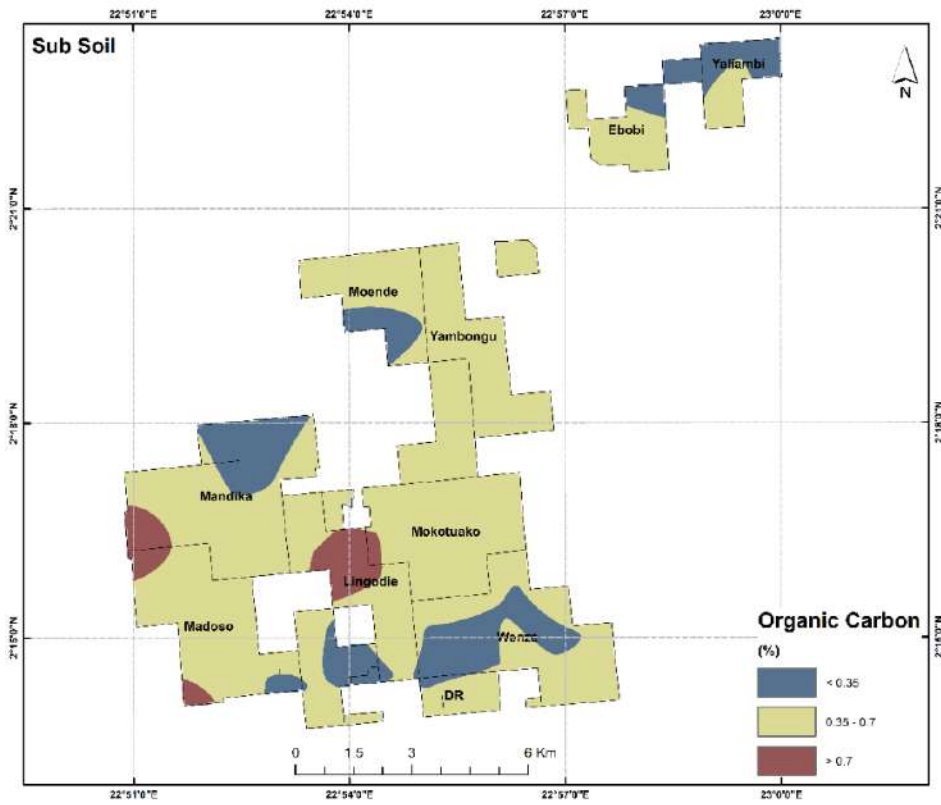 22°51'0"E 22°54'0"E 22°57'0"E 23°0'0"E
Sub Soil
Yaliambi
N
Ebobi
2°21'0"N 2°21'0"N
Moende
Yambongu
2°18'0"N 2°18'0"N
Mandika
Mokotuako
Lingodie
Madoso
Organic Carbon
2°15'0"N Wenze 2°15'0"N
(%)
< 0.35
DR
0.35 - 0.7
0 1.5 3 6 Km
> 0.7
22°51'0"E 22°54'0"E 22°57'0"E 23°0'0"E